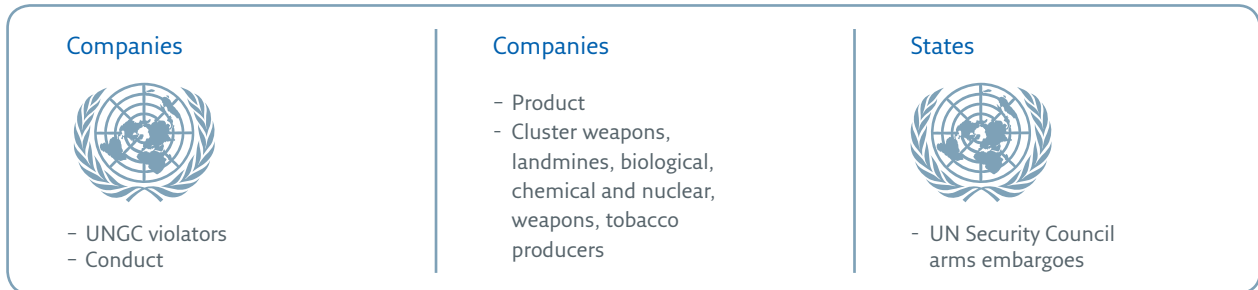 Companies
– UNGC violators
– Conduct
Companies
– Product
- Cluster weapons,
landmines, biological,
chemical and nuclear,
weapons, tobacco
producers
States
- UN Security Council
arms embargoes